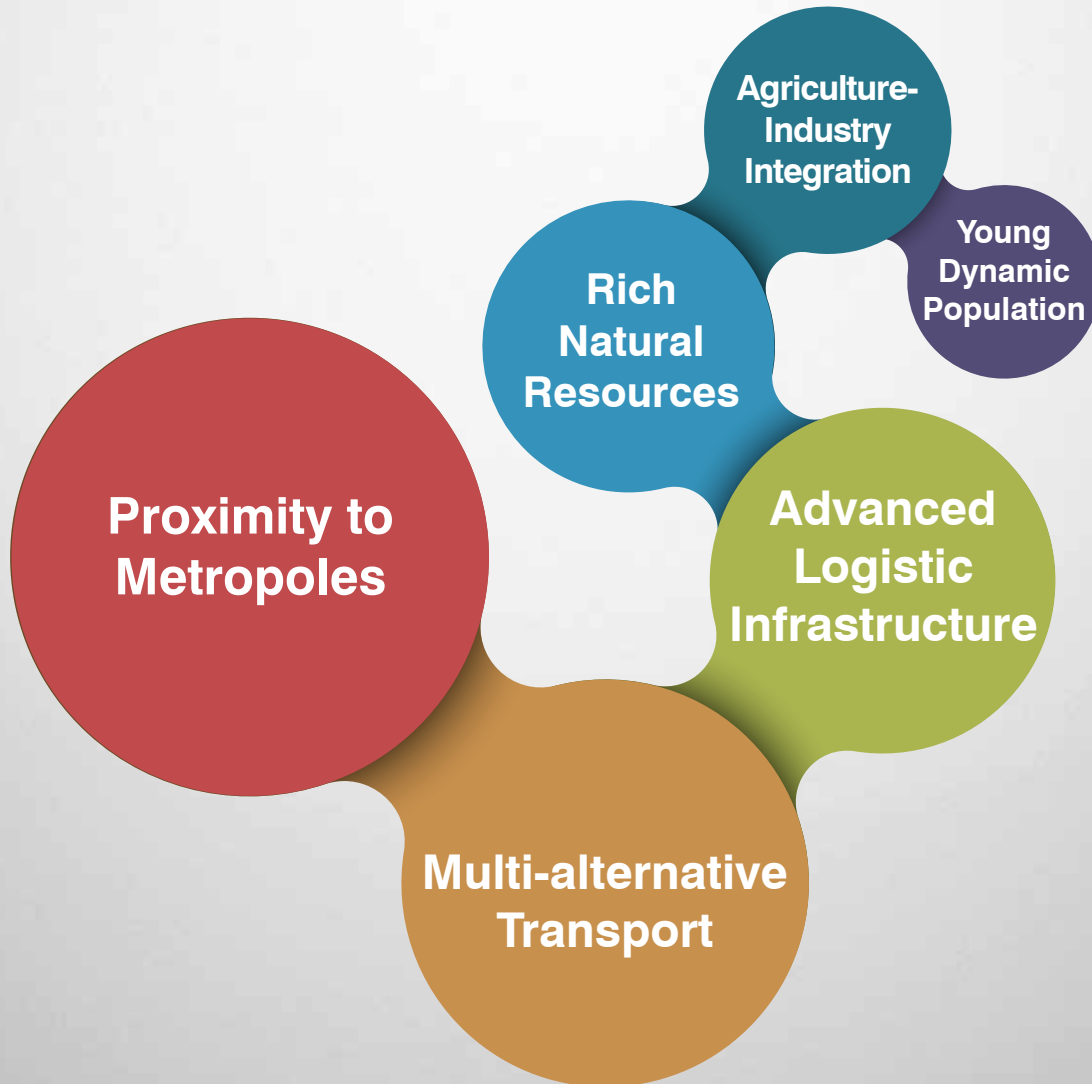 Agriculture-
Industry
Integration
Young
Dynamic
Population
Rich
Natural
Resources
Proximity to
Metropoles
Advanced
Logistic
Infrastructure
Multi-alternative
Transport